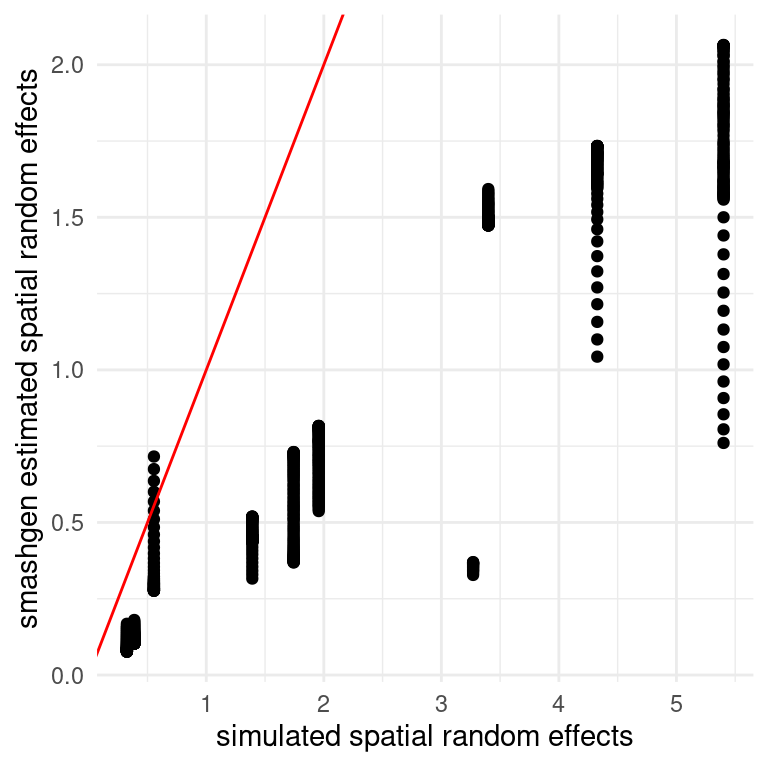 smashgen estimated spatial random effects
2.0
1.5
1.0
0.5
0.0
1 2 3 4 5
simulated spatial random effects